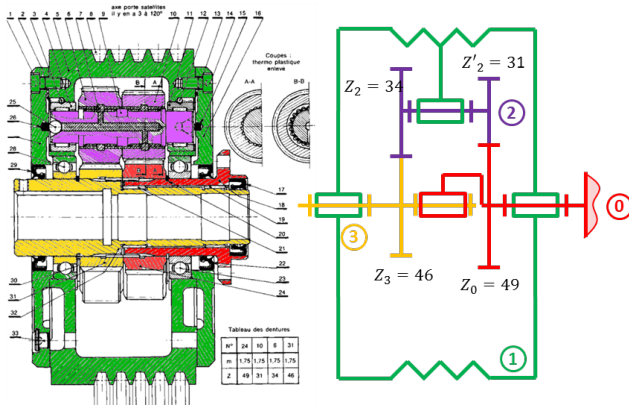 axe porte satellites
il y en a 3 à 120°
1 2 3 4 5 6 7 8 9
10 11 12 13 14 15 16
Coupes :
thermo plastique
enlevé
A-A B-B
B A
25
26
27
28
29
30
31
32
33
17
18
19
20
21
22
23
24
Tableau des dentures
N° 24 10 8 31
m 1,75 1,75 1,75 1,75
Z 49 31 34 46
Z₂ = 34
Z'₂ = 31
2
0
3
Z₃ = 46
Z₀ = 49
1